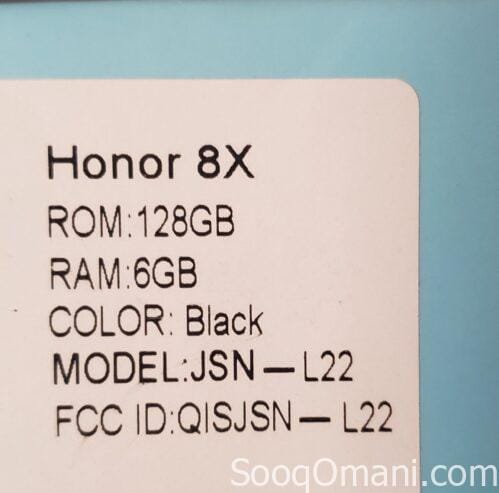 Honor 8X
ROM:128GB
RAM:6GB
COLOR: Black
MODEL:JSN — L22
FCC ID:QISJSN — L22
SooqOmani.com